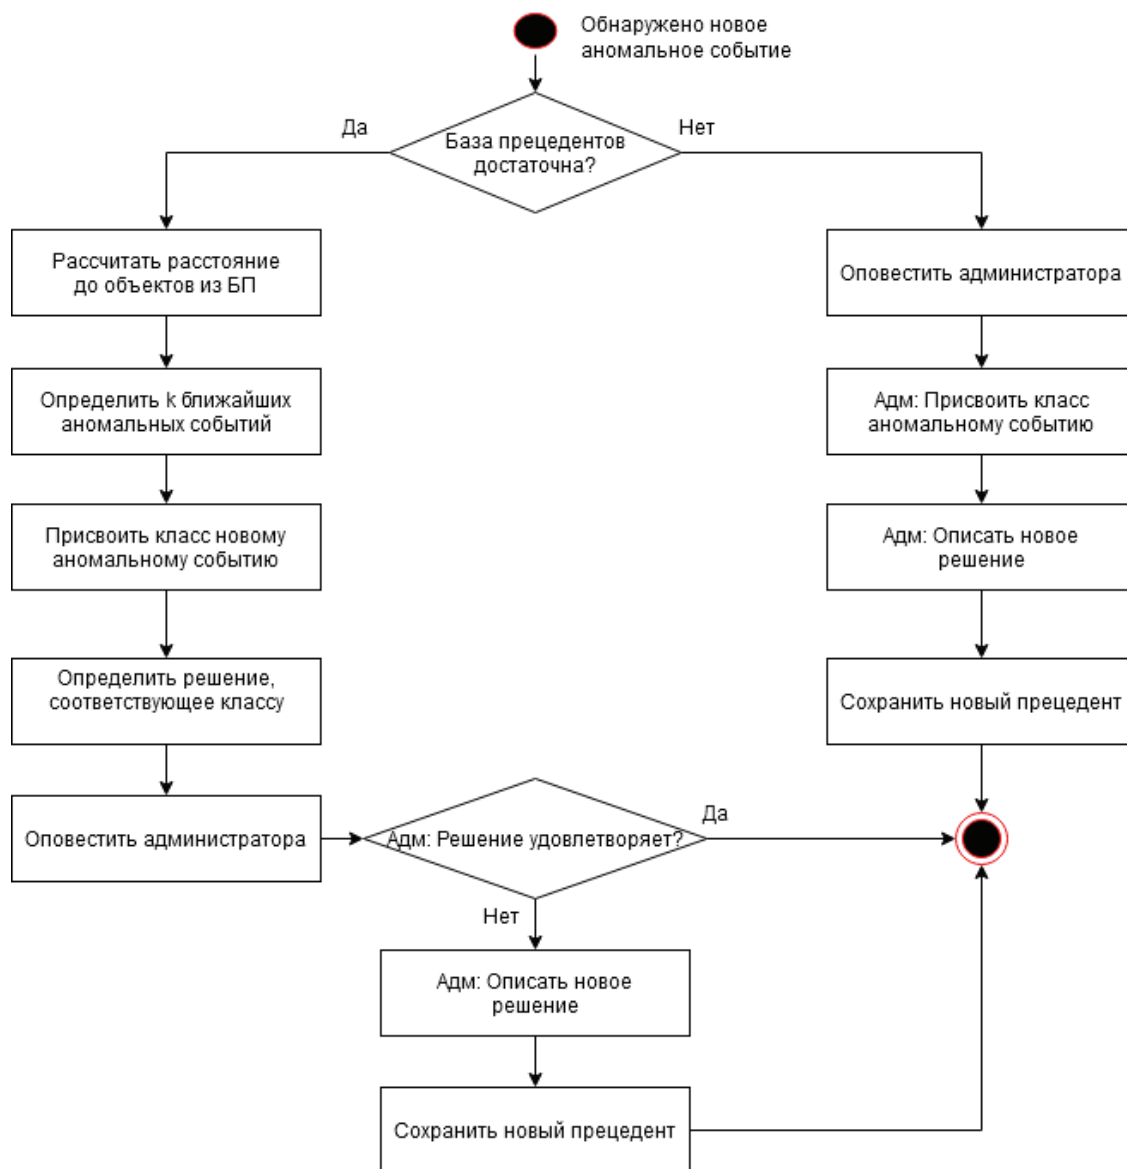 Обнаружено новое
аномальное событие
База прецедентов
достаточна?
Да
Нет
Рассчитать расстояние
до объектов из БП
Оповестить администратора
Определить k ближайших
аномальных событий
Адм: Присвоить класс
аномальному событию
Присвоить класс новому
аномальному событию
Адм: Описать новое
решение
Определить решение,
соответствующее классу
Сохранить новый прецедент
Оповестить администратора
Адм: Решение удовлетворяет?
Да
Нет
Адм: Описать новое
решение
Сохранить новый прецедент